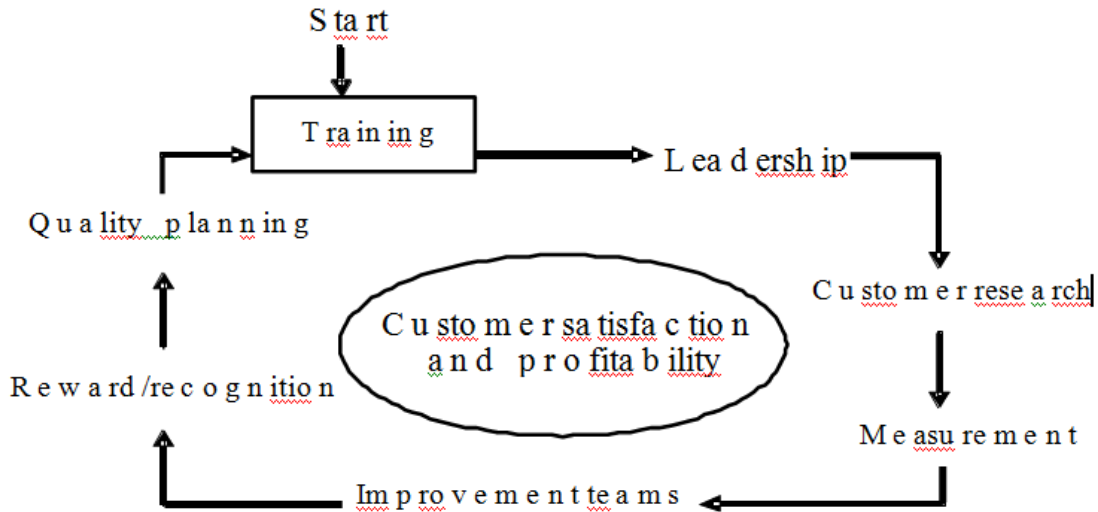 Start
Training
Leadership
Quality planning
Customer research
Customer satisfaction
and profitability
Reward/recognition
Measurement
Improvement teams